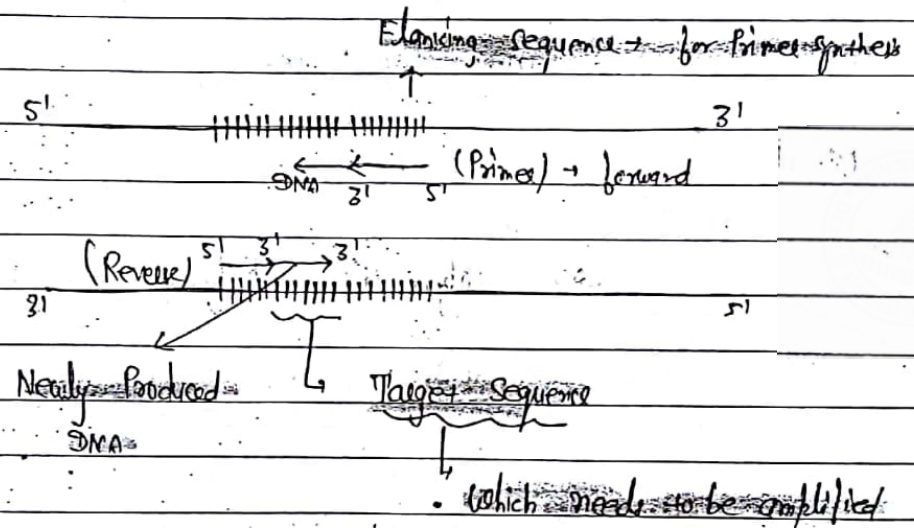 Flanking sequence → for Primer synthesis
5' 3'
(Primer) → forward
DNA 3' 5'
(Reverse) 5' 3' 3'
3' 5'
Newly Produced Target Sequence
DNA
• Which needs to be amplified